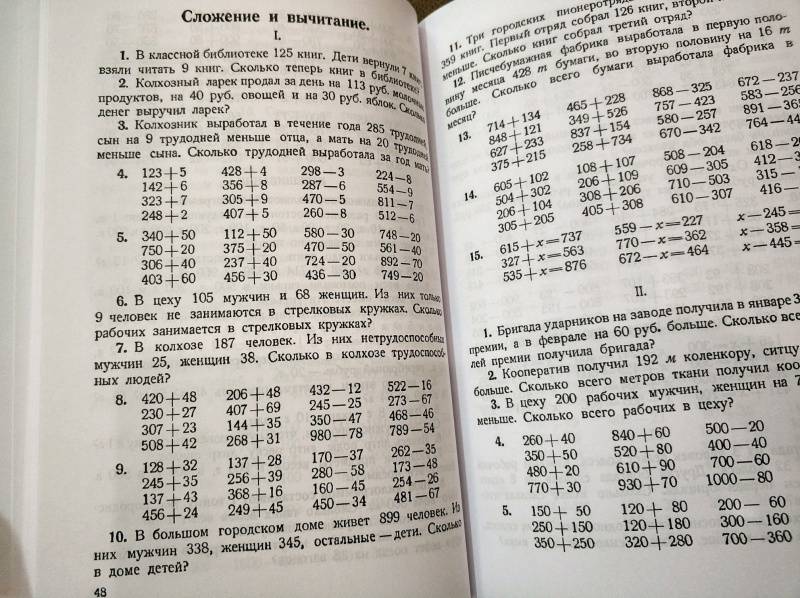 Сложение и вычитание.
I.
1. В классной библиотеке 125 книг. Дети вернули 7 книг,
взяли читать 9 книг. Сколько теперь книг в библиотеке?
2. Колхозный ларек продал за день на 113 руб. молочных
продуктов, на 40 руб. овощей и на 30 руб. яблок. Сколько
денег выручил ларек?
3. Колхозник выработал в течение года 285 трудодней,
сын на 9 трудодней меньше отца, а мать на 20 трудодней
меньше сына. Сколько трудодней выработала за год мать?
4. 123+5 428+4 298—3 224—8
142+6 356+8 287—6 554—9
323+7 305+9 470—5 811—7
248+2 407+5 260—8 512—6
5. 340+50 112+50 580—30 748—20
750+20 375+20 470—50 561—40
306+40 237+40 724—20 892—70
403+60 456+30 436—30 749—20
6. В цеху 105 мужчин и 68 женщин. Из них только
9 человек не занимаются в стрелковых кружках. Сколько
рабочих занимается в стрелковых кружках?
7. В колхозе 187 человек. Из них нетрудоспособных
мужчин 25, женщин 38. Сколько в колхозе трудоспособ-
ных людей?
8. 420+48 206+48 432—12 522—16
230+27 407+69 245—25 273—67
307+23 144+35 350—47 468—46
508+42 268+31 980—78 789—54
9. 128+32 137+28 170—37 262—35
245+35 256+39 280—58 173—48
137+43 368+16 160—45 254—26
456+24 249+45 450—34 481—67
10. В большом городском доме живет 899 человек. Из
них мужчин 338, женщин 345, остальные—дети. Сколько
в доме детей?
48
11. Три городских пионеротряда
359 книг. Первый отряд собрал 126 книг, второй
меньше. Сколько книг собрал третий отряд?
12. Писчебумажная фабрика выработала в первую поло-
вину месяца 428 т бумаги, во вторую половину на 16 т
больше. Сколько всего бумаги выработала фабрика в
месяц?
13. 714+134 465+228 868—325 672—237
848+121 349+526 757—423 583—256
627+233 837+154 580—257 891—36
375+215 258+734 670—342 764—44
14. 605+102 108+107 508—204 618—2
504+302 206+109 609—305 412—3
206+104 308+206 710—503 315—
305+205 405+308 610—307 416—
15. 615+x=737 559—x=227 x—245=
327+x=563 770—x=362 x—358=
535+x=876 672—x=464 x—445=
II.
1. Бригада ударников на заводе получила в январе 3
премии, а в феврале на 60 руб. больше. Сколько все
лей премии получила бригада?
2. Кооператив получил 192 м коленкору, ситцу
больше. Сколько всего метров ткани получил коо
3. В цеху 200 рабочих мужчин, женщин на 7
меньше. Сколько всего рабочих в цеху?
4. 260+40 840+60 500—20
350+50 520+80 400—40
480+20 610+90 700—60
770+30 930+70 1000—80
5. 150+ 50 120+ 80 200— 60
250+150 120+180 300—160
350+250 320+280 700—360